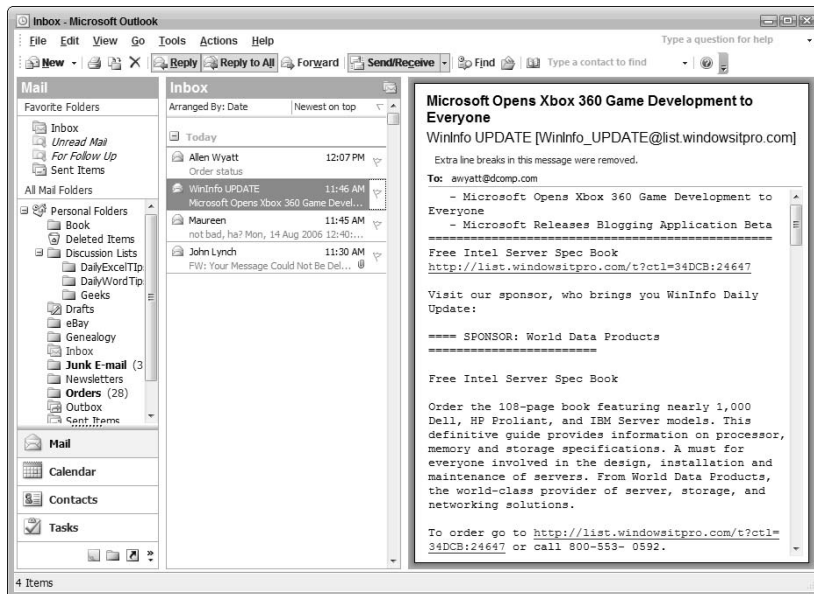 Inbox - Microsoft Outlook
File Edit View Go Tools Actions Help
Type a question for help
New
Reply Reply to All Forward Send/Receive Find Type a contact to find
Mail
Favorite Folders
Inbox
Unread Mail
For Follow Up
Sent Items
All Mail Folders
Personal Folders
Book
Deleted Items
Discussion Lists
DailyExcelTIp
DailyWordTip
Geeks
Drafts
eBay
Genealogy
Inbox
Junk E-mail (3
Newsletters
Orders (28)
Outbox
Sent Items
Mail
Calendar
Contacts
Tasks
Inbox
Arranged By: Date Newest on top
Today
Allen Wyatt 12:07 PM
Order status
WinInfo UPDATE 11:46 AM
Microsoft Opens Xbox 360 Game Devel...
Maureen 11:45 AM
not bad, ha? Mon, 14 Aug 2006 12:40:...
John Lynch 11:30 AM
FW: Your Message Could Not Be Del...
Microsoft Opens Xbox 360 Game Development to
Everyone
WinInfo UPDATE [WinInfo_UPDATE@list.windowsitpro.com]
Extra line breaks in this message were removed.
To: awyatt@dcomp.com
- Microsoft Opens Xbox 360 Game Development to
Everyone
- Microsoft Releases Blogging Application Beta
==================================================
Free Intel Server Spec Book
http://list.windowsitpro.com/t?ctl=34DCB:24647
Visit our sponsor, who brings you WinInfo Daily
Update:
==== SPONSOR: World Data Products
========================
Free Intel Server Spec Book
Order the 108-page book featuring nearly 1,000
Dell, HP Proliant, and IBM Server models. This
definitive guide provides information on processor,
memory and storage specifications. A must for
everyone involved in the design, installation and
maintenance of servers. From World Data Products,
the world-class provider of server, storage, and
networking solutions.
To order go to http://list.windowsitpro.com/t?ctl=
34DCB:24647 or call 800-553- 0592.
4 Items